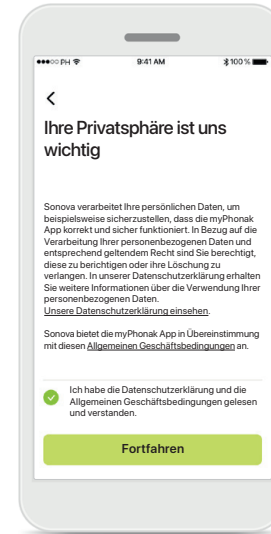 PH 9:41 AM 100 %
Ihre Privatsphäre ist uns
wichtig
Sonova verarbeitet Ihre persönlichen Daten, um
beispielsweise sicherzustellen, dass die myPhonak
App korrekt und sicher funktioniert. In Bezug auf die
Verarbeitung Ihrer personenbezogenen Daten und
entsprechend geltendem Recht sind Sie berechtigt,
diese zu berichtigen oder ihre Löschung zu
verlangen. In unserer Datenschutzerklärung erhalten
Sie weitere Informationen über die Verwendung Ihrer
personenbezogenen Daten.
Unsere Datenschutzerklärung einsehen.
Sonova bietet die myPhonak App in Übereinstimmung
mit diesen Allgemeinen Geschäftsbedingungen an.
Ich habe die Datenschutzerklärung und die
Allgemeinen Geschäftsbedingungen gelesen
und verstanden.
Fortfahren